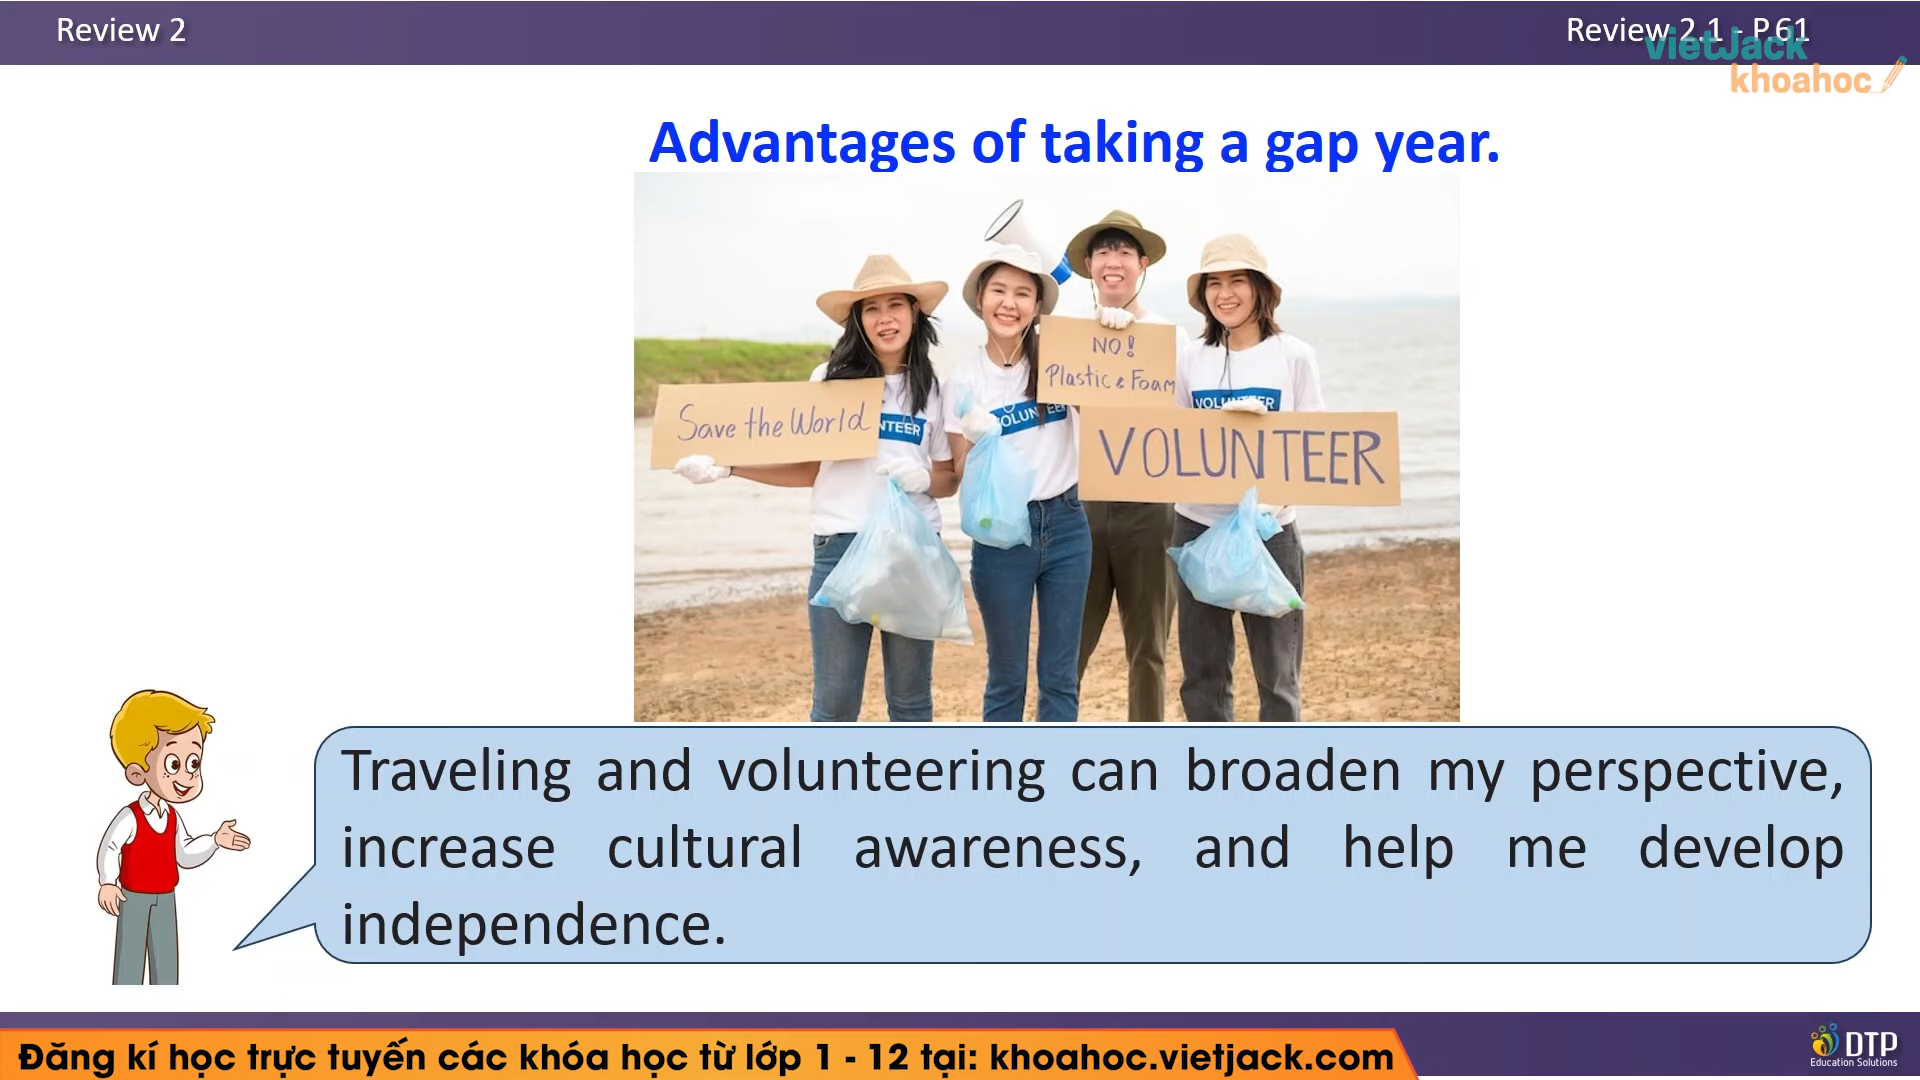 Review 2
Review 2.1 - P.61
vietJack
khoahoc
Advantages of taking a gap year.
Save the World
NO!
Plastic & Foam
VOLUNTEER
NTEER
VOLUNTEER
VOLUNTEER
Traveling and volunteering can broaden my perspective,
increase cultural awareness, and help me develop
independence.
Đăng kí học trực tuyến các khóa học từ lớp 1 - 12 tại: khoahoc.vietjack.com
DTP
Education Solutions